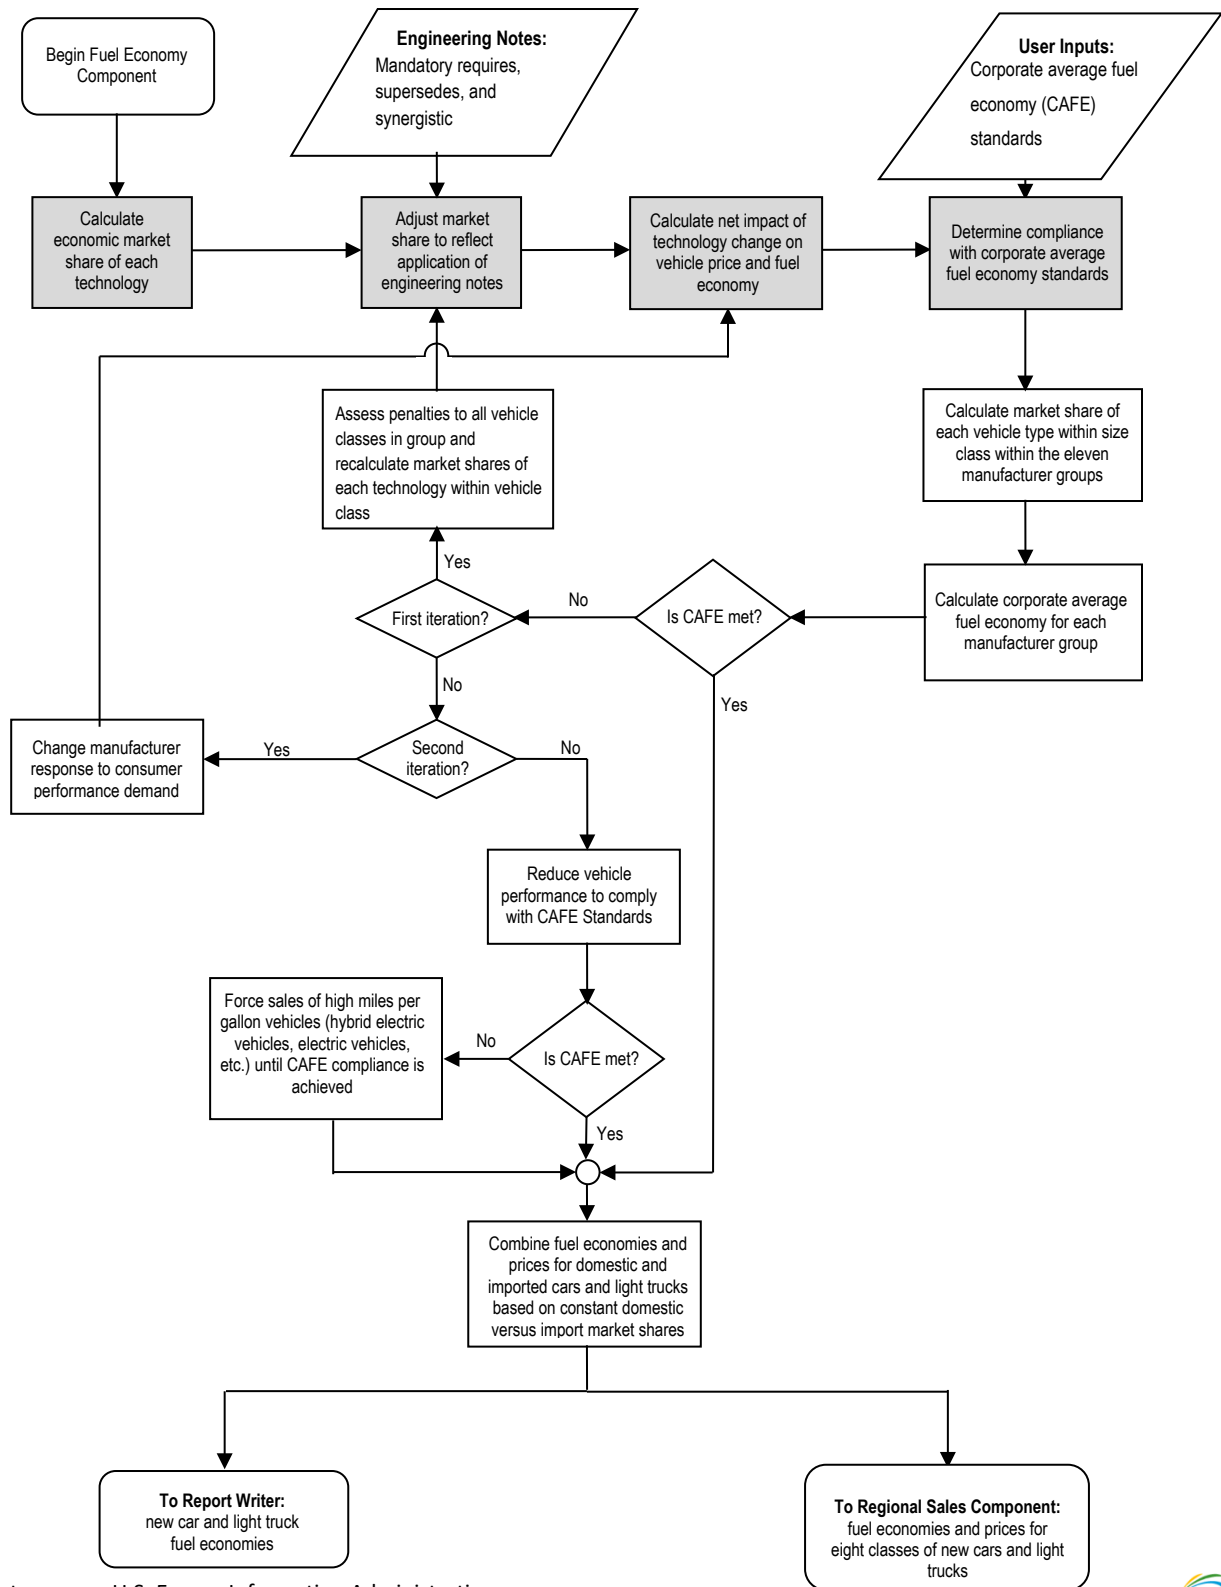 Begin Fuel Economy
Component
Engineering Notes:
Mandatory requires,
supersedes, and
synergistic
User Inputs:
Corporate average fuel
economy (CAFE)
standards
Calculate
economic market
share of each
technology
Adjust market
share to reflect
application of
engineering notes
Calculate net impact of
technology change on
vehicle price and fuel
economy
Determine compliance
with corporate average
fuel economy standards
Assess penalties to all vehicle
classes in group and
recalculate market shares of
each technology within vehicle
class
Calculate market share of
each vehicle type within size
class within the eleven
manufacturer groups
Yes
First iteration?
No
Is CAFE met?
Calculate corporate average
fuel economy for each
manufacturer group
No
Yes
Change manufacturer
response to consumer
performance demand
Yes
Second
iteration?
No
Reduce vehicle
performance to comply
with CAFE Standards
Force sales of high miles per
gallon vehicles (hybrid electric
vehicles, electric vehicles,
etc.) until CAFE compliance is
achieved
No
Is CAFE met?
Yes
Combine fuel economies and
prices for domestic and
imported cars and light trucks
based on constant domestic
versus import market shares
To Report Writer:
new car and light truck
fuel economies
To Regional Sales Component:
fuel economies and prices for
eight classes of new cars and light
trucks